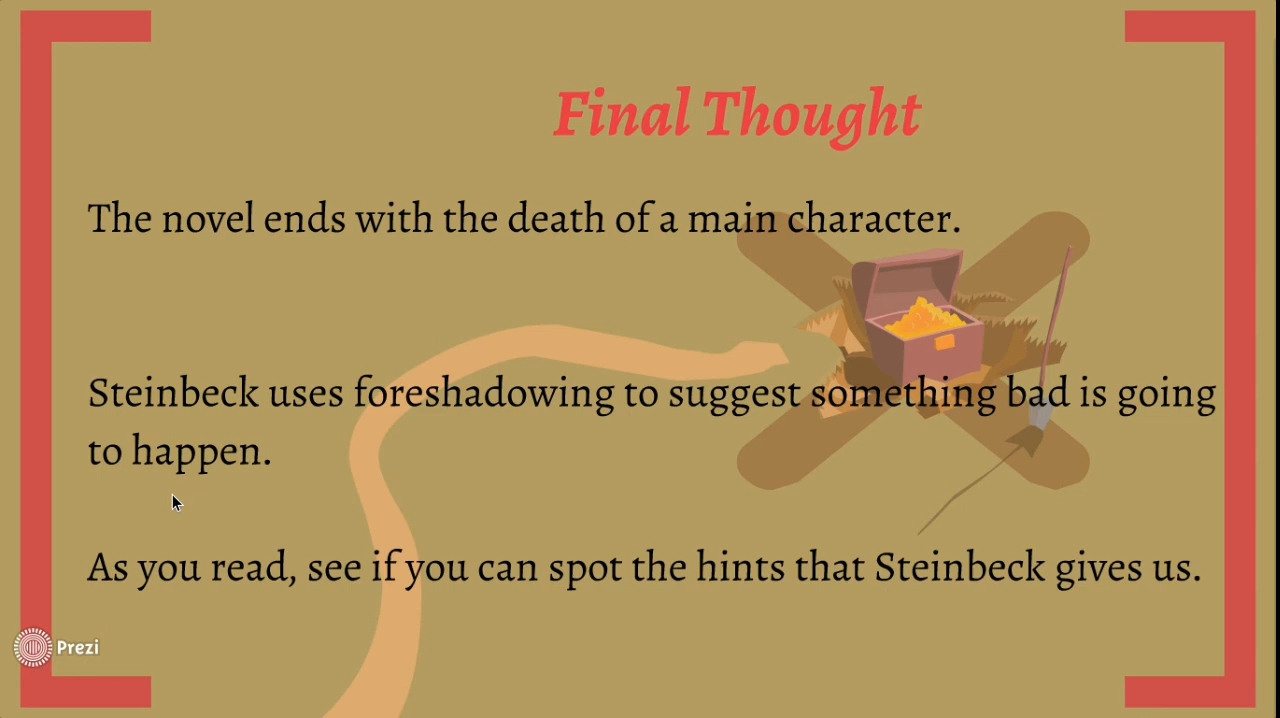 Final Thought
The novel ends with the death of a main character.
Steinbeck uses foreshadowing to suggest something bad is going
to happen.
As you read, see if you can spot the hints that Steinbeck gives us.
Prezi